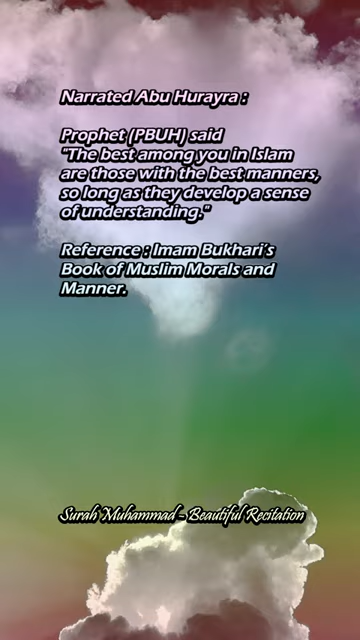 Narrated Abu Hurayra :
Prophet (PBUH) said
"The best among you in Islam
are those with the best manners,
so long as they develop a sense
of understanding."
Reference : Imam Bukhari's
Book of Muslim Morals and
Manner.
Surah Muhammad - Beautiful Recitation